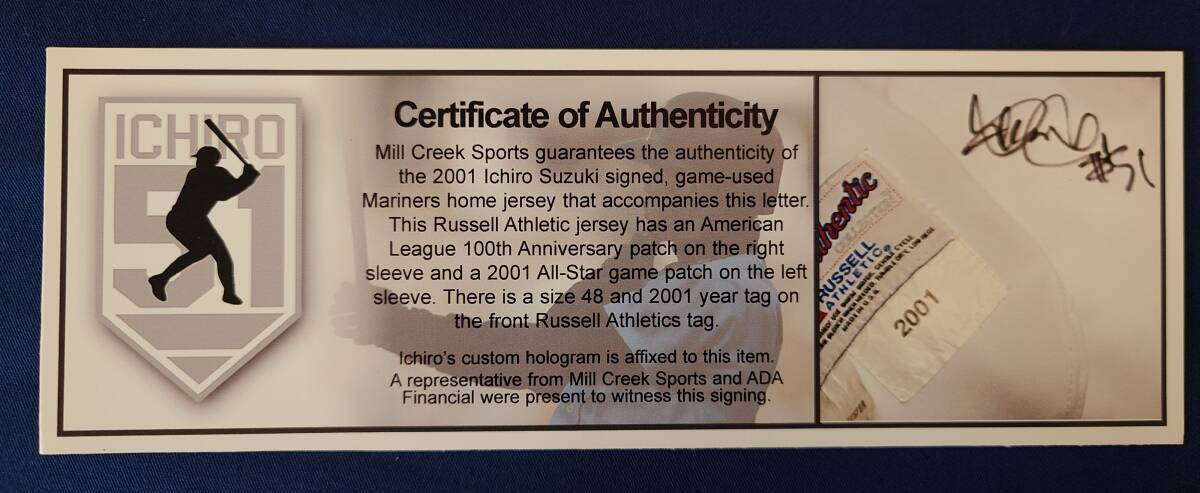 ICHIRO
51
Certificate of Authenticity
Mill Creek Sports guarantees the authenticity of
the 2001 Ichiro Suzuki signed, game-used
Mariners home jersey that accompanies this letter.
This Russell Athletic jersey has an American
League 100th Anniversary patch on the right
sleeve and a 2001 All-Star game patch on the left
sleeve. There is a size 48 and 2001 year tag on
the front Russell Athletics tag.
Ichiro's custom hologram is affixed to this item.
A representative from Mill Creek Sports and ADA
Financial were present to witness this signing.
#51
thentic
COLLECTION
RUSSELL
ATHLETIC®
MADE IN U.S.A.
2001